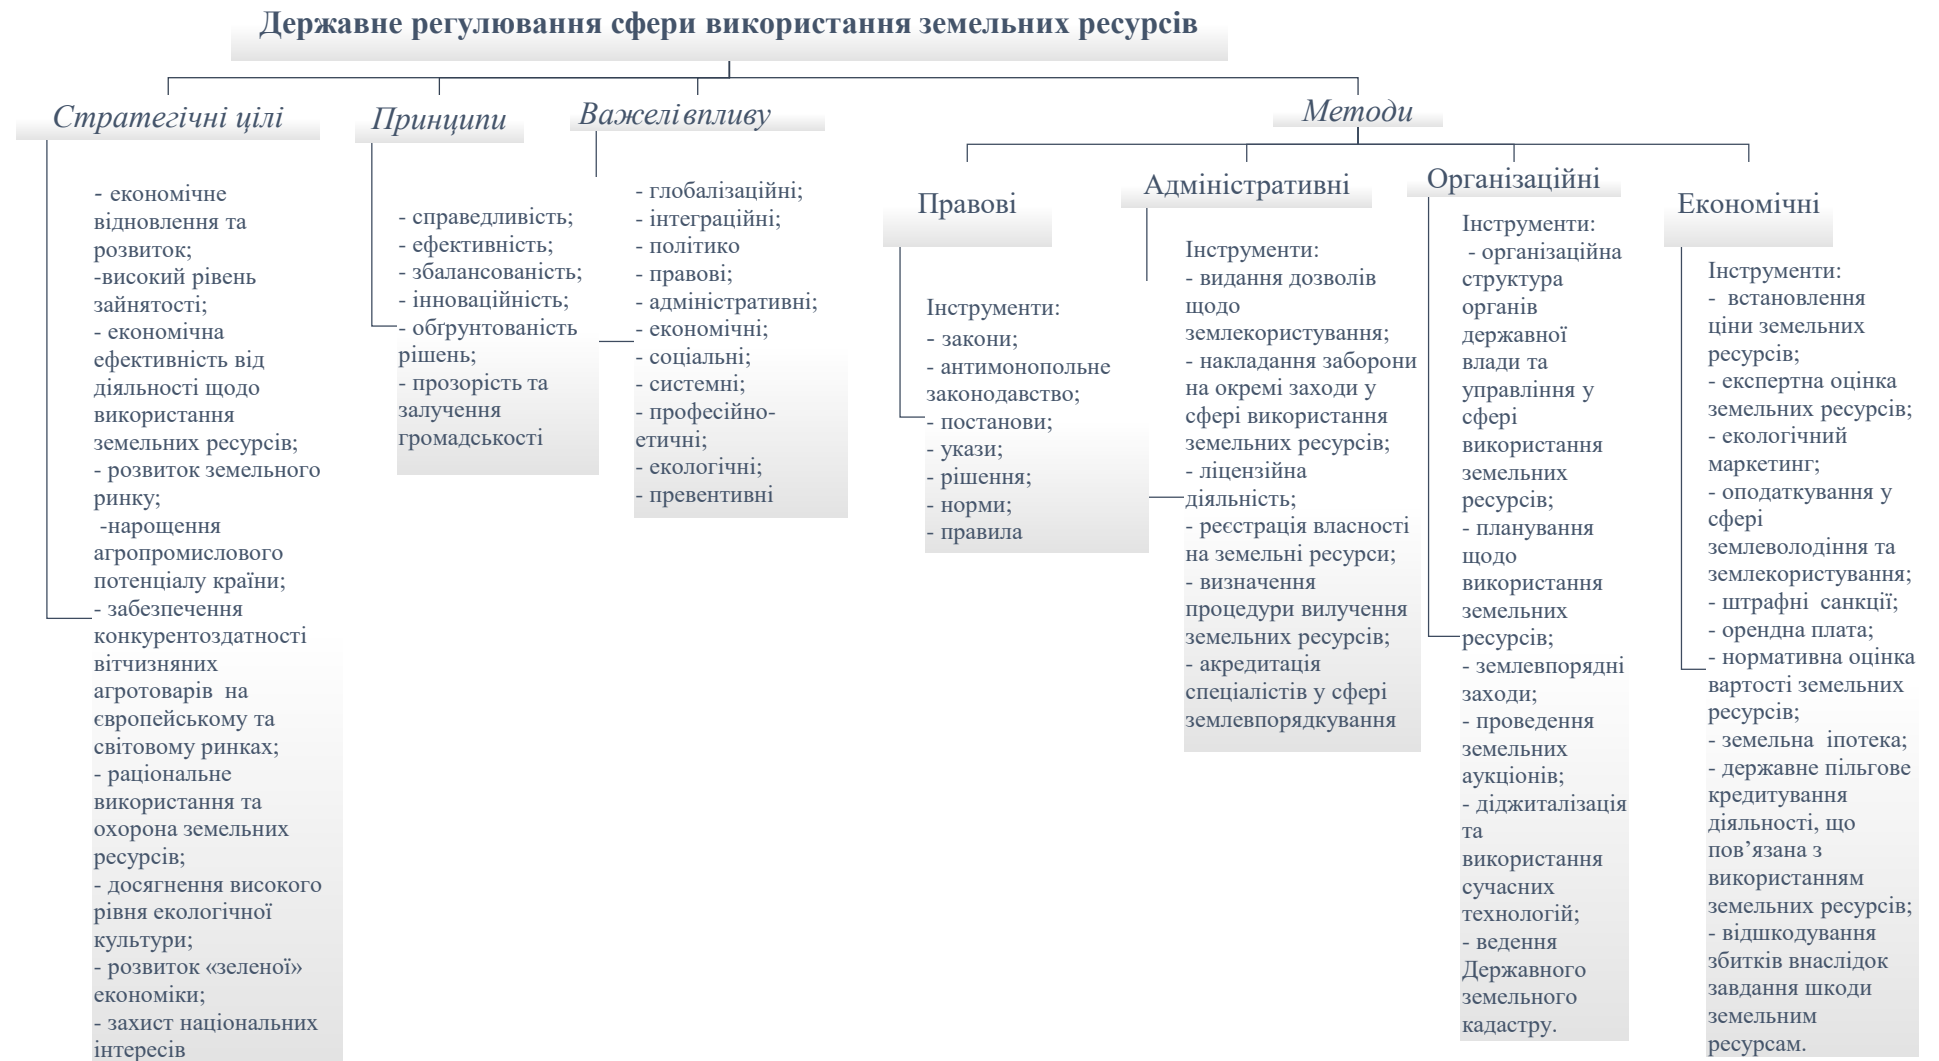 Державне регулювання сфери використання земельних ресурсів
Стратегічні цілі
- економічне
відновлення та
розвиток;
-високий рівень
зайнятості;
- економічна
ефективність від
діяльності щодо
використання
земельних ресурсів;
- розвиток земельного
ринку;
-нарощення
агропромислового
потенціалу країни;
- забезпечення
конкурентоздатності
вітчизняних
агротоварів на
європейському та
світовому ринках;
- раціональне
використання та
охорона земельних
ресурсів;
- досягнення високого
рівня екологічної
культури;
- розвиток «зеленої»
економіки;
- захист національних
інтересів
Принципи
- справедливість;
- ефективність;
- збалансованість;
- інноваційність;
- обґрунтованість
рішень;
- прозорість та
залучення
громадськості
Важелі впливу
- глобалізаційні;
- інтеграційні;
- політико
- правові;
- адміністративні;
- економічні;
- соціальні;
- системні;
- професійно-
етичні;
- екологічні;
- превентивні
Методи
Правові
Інструменти:
- закони;
- антимонопольне
законодавство;
- постанови;
- укази;
- рішення;
- норми;
- правила
Адміністративні
Інструменти:
- видання дозволів
щодо
землекористування;
- накладання заборони
на окремі заходи у
сфері використання
земельних ресурсів;
- ліцензійна
діяльність;
- реєстрація власності
на земельні ресурси;
- визначення
процедури вилучення
земельних ресурсів;
- акредитація
спеціалістів у сфері
землевпорядкування
Організаційні
Інструменти:
- організаційна
структура
органів
державної
влади та
управління у
сфері
використання
земельних
ресурсів;
- планування
щодо
використання
земельних
ресурсів;
- землевпорядні
заходи;
- проведення
земельних
аукціонів;
- діджиталізація
та
використання
сучасних
технологій;
- ведення
Державного
земельного
кадастру.
Економічні
Інструменти:
- встановлення
ціни земельних
ресурсів;
- експертна оцінка
земельних ресурсів;
- екологічний
маркетинг;
- оподаткування у
сфері
землеволодіння та
землекористування;
- штрафні санкції;
- орендна плата;
- нормативна оцінка
вартості земельних
ресурсів;
- земельна іпотека;
- державне пільгове
кредитування
діяльності, що
пов’язана з
використанням
земельних ресурсів;
- відшкодування
збитків внаслідок
завдання шкоди
земельним
ресурсам.